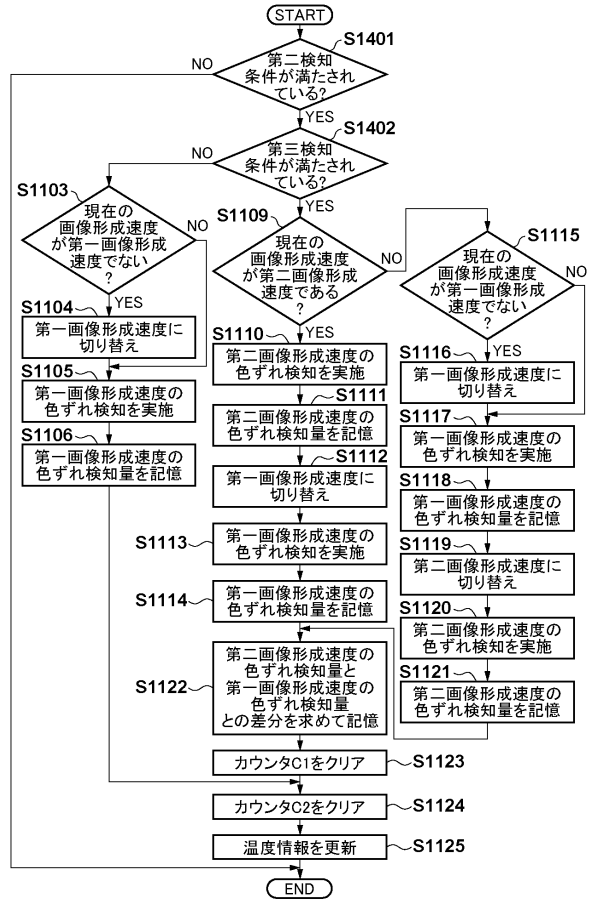 START
S1401
第二検知
条件が満たされ
ている?
NO
YES
S1402
第三検知
条件が満たされ
ている?
NO
YES
S1103
現在の
画像形成速度
が第一画像形成
速度でない
?
NO
YES
S1104
第一画像形成速度に
切り替え
S1105
第一画像形成速度の
色ずれ検知を実施
S1106
第一画像形成速度の
色ずれ検知量を記憶
S1109
現在の
画像形成速度
が第二画像形成
速度である
?
NO
YES
S1110
第二画像形成速度の
色ずれ検知を実施
S1111
第二画像形成速度の
色ずれ検知量を記憶
S1112
第一画像形成速度に
切り替え
S1113
第一画像形成速度の
色ずれ検知を実施
S1114
第一画像形成速度の
色ずれ検知量を記憶
S1115
現在の
画像形成速度
が第一画像形成
速度でない
?
NO
YES
S1116
第一画像形成速度に
切り替え
S1117
第一画像形成速度の
色ずれ検知を実施
S1118
第一画像形成速度の
色ずれ検知量を記憶
S1119
第二画像形成速度に
切り替え
S1120
第二画像形成速度の
色ずれ検知を実施
S1121
第二画像形成速度の
色ずれ検知量を記憶
S1122
第二画像形成速度の
色ずれ検知量と
第一画像形成速度の
色ずれ検知量
との差分を求めて記憶
カウンタC1をクリア
S1123
カウンタC2をクリア
S1124
温度情報を更新
S1125
END